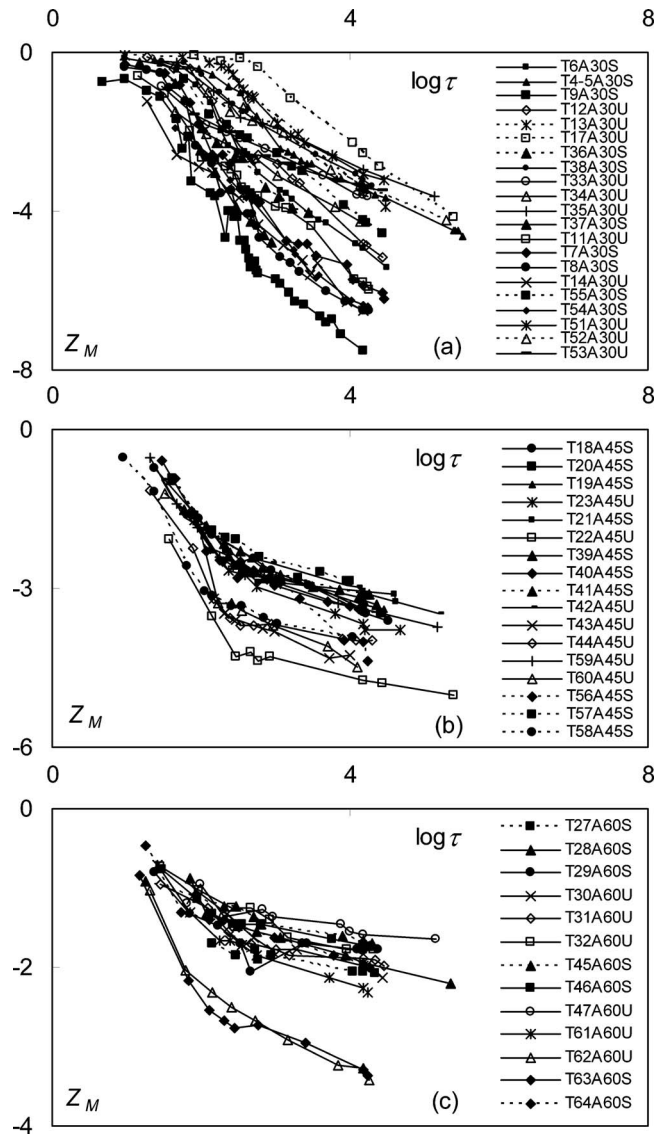 0 4 8
0
log τ
T6A30S
T4-5A30S
T9A30S
T12A30U
T13A30U
T17A30U
T36A30S
T38A30S
T33A30U
T34A30U
T35A30U
T37A30S
T11A30U
T7A30S
T8A30S
T14A30U
T55A30S
T54A30S
T51A30U
T52A30U
T53A30U
-4
Z_M
(a)
-8
0 4 8
0
log τ
T18A45S
T20A45S
T19A45S
T23A45U
T21A45S
T22A45U
T39A45S
T40A45S
T41A45S
T42A45U
T43A45U
T44A45U
T59A45U
T60A45U
T56A45S
T57A45S
T58A45S
-3
Z_M
(b)
-6
0 4 8
0
log τ
T27A60S
T28A60S
T29A60S
T30A60U
T31A60U
T32A60U
T45A60S
T46A60S
T47A60U
T61A60U
T62A60U
T63A60S
T64A60S
-2
Z_M
(c)
-4